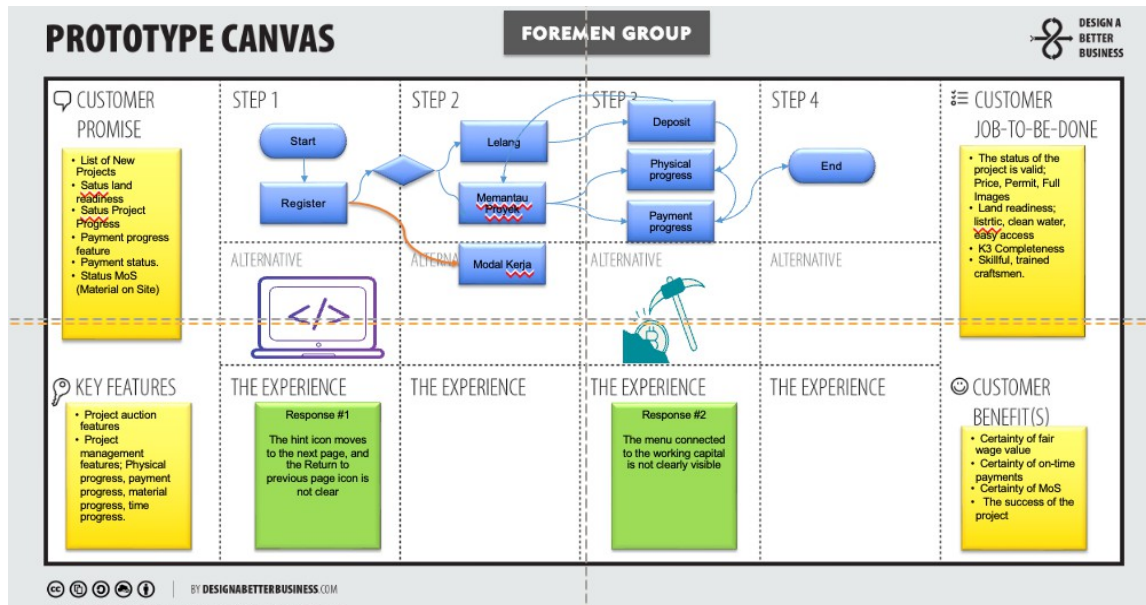 PROTOTYPE CANVAS
FOREMEN GROUP
DESIGN A
BETTER
BUSINESS
CUSTOMER
PROMISE
• List of New
Projects
• Satus land
readiness
• Satus Project
Progress
• Payment progress
feature
• Payment status.
• Status MoS
(Material on Site)
STEP 1
Start
Register
ALTERNATIVE
</>
STEP 2
Lelang
Memantau
Proyek
ALTERNA
Modal Kerja
STEP 3
Deposit
Physical
progress
Payment
progress
ALTERNATIVE
B
STEP 4
End
ALTERNATIVE
CUSTOMER
JOB-TO-BE-DONE
• The status of the
project is valid;
Price, Permit, Full
Images
• Land readiness;
listrtic, clean water,
easy access
• K3 Completeness
• Skillful, trained
craftsmen.
KEY FEATURES
• Project auction
features
• Project
management
features; Physical
progress, payment
progress, material
progress, time
progress.
THE EXPERIENCE
Response #1
The hint icon moves
to the next page, and
the Return to
previous page icon is
not clear
THE EXPERIENCE
THE EXPERIENCE
Response #2
The menu connected
to the working capital
is not clearly visible
THE EXPERIENCE
CUSTOMER
BENEFIT(S)
• Certainty of fair
wage value
• Certainty of on-time
payments
• Certainty of MoS
• The success of the
project
cc
BY DESIGNABETTERBUSINESS.COM